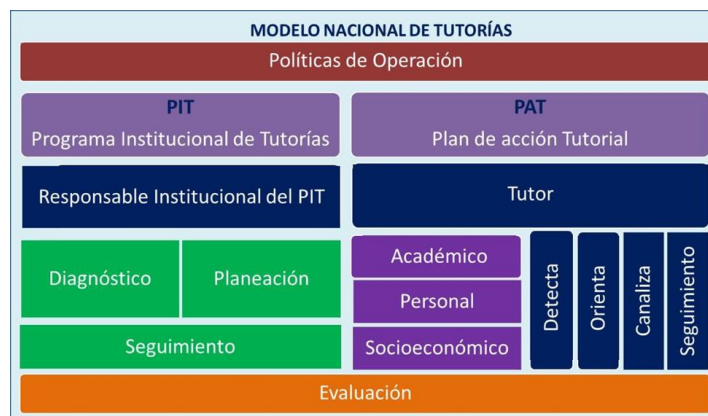 MODELO NACIONAL DE TUTORÍAS
Políticas de Operación
PIT
Programa Institucional de Tutorías
PAT
Plan de acción Tutorial
Responsable Institucional del PIT
Tutor
Diagnóstico
Planeación
Seguimiento
Académico
Personal
Socioeconómico
Detecta
Orienta
Canaliza
Seguimiento
Evaluación